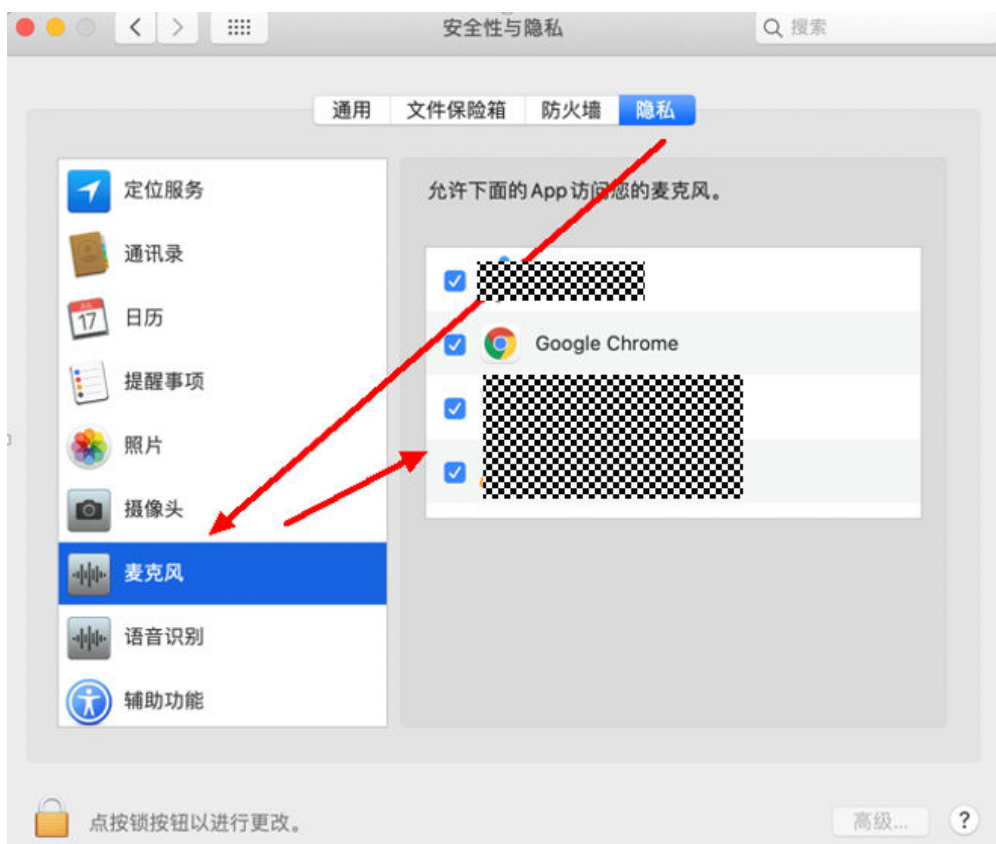 安全性与隐私
搜索
通用 文件保险箱 防火墙 隐私
定位服务
通讯录
17
日历
提醒事项
照片
摄像头
麦克风
语音识别
辅助功能
允许下面的App访问您的麦克风。
Google Chrome
点按锁按钮以进行更改。
高级...
?